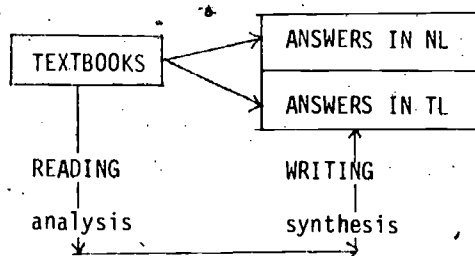 ANSWERS IN NL
TEXTBOOKS
ANSWERS IN TL
READING
WRITING
analysis
synthesis